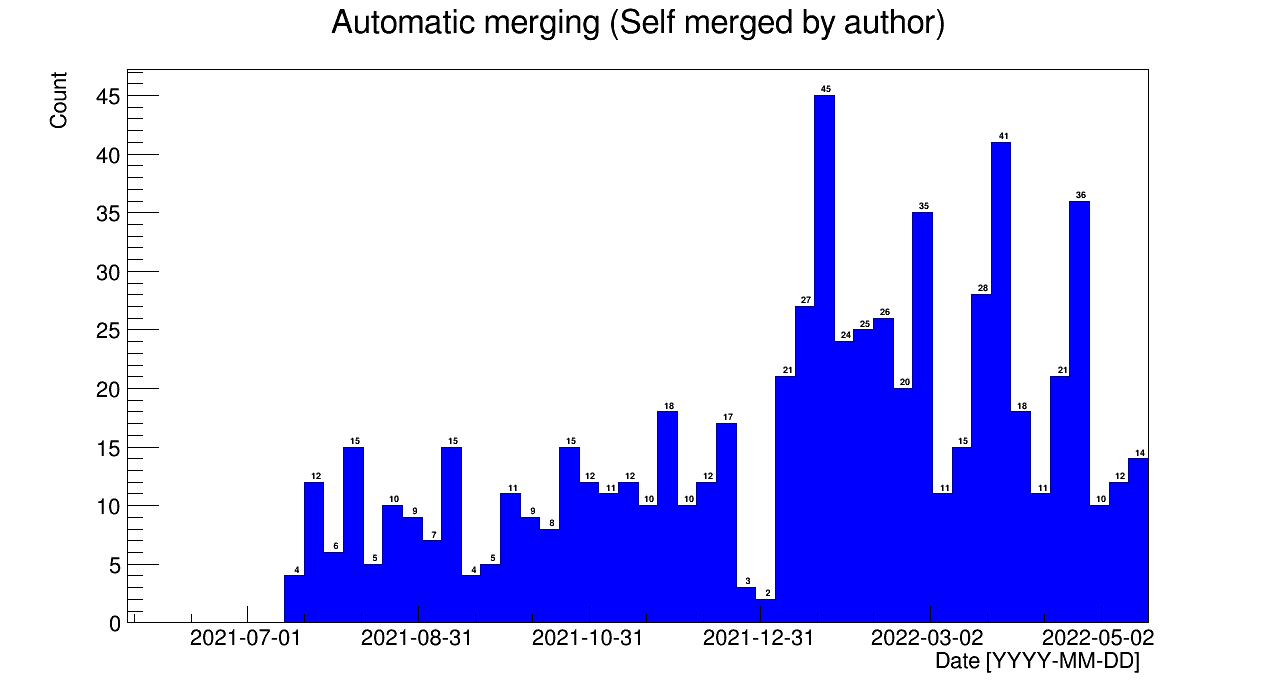 Automatic merging (Self merged by author)
Count
45
40
35
30
25
20
15
10
5
0
4 12 6 15 5 10 9 7 15 4 5 11 9 8 15 12 11 12 10 18 10 12 17 3 2 21 27 45 24 25 26 20 35 11 15 28 41 18 11 21 36 10 12 14
2021-07-01 2021-08-31 2021-10-31 2021-12-31 2022-03-02 2022-05-02
Date [YYYY-MM-DD]